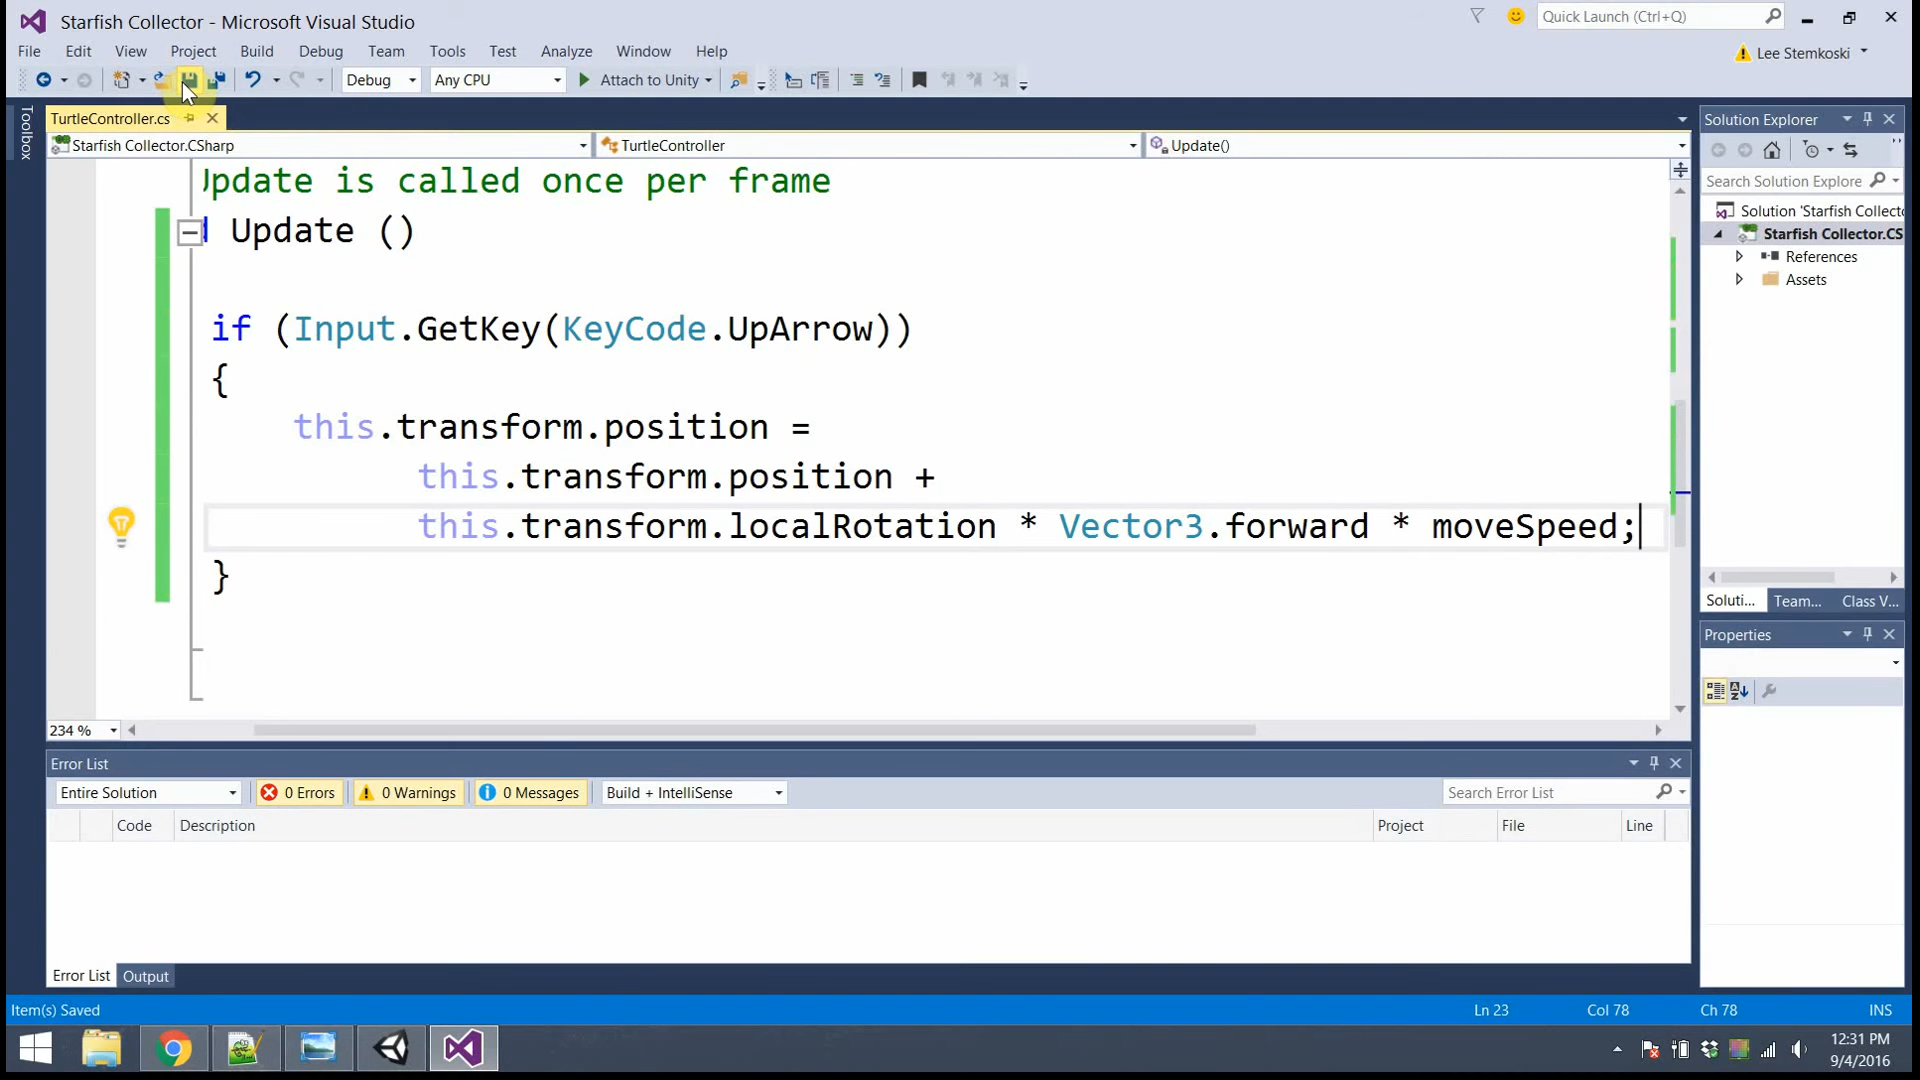 Starfish Collector - Microsoft Visual Studio
Quick Launch (Ctrl+Q)
File Edit View Project Build Debug Team Tools Test Analyze Window Help
Lee Stemkoski
Debug Any CPU Attach to Unity
Toolbox
TurtleController.cs
Starfish Collector.CSharp TurtleController Update()
Update is called once per frame
d Update ()
if (Input.GetKey(KeyCode.UpArrow))
{
this.transform.position =
this.transform.position +
this.transform.localRotation * Vector3.forward * moveSpeed;
}
234 %
Solution Explorer
Search Solution Explore
Solution 'Starfish Collecto
Starfish Collector.CS
References
Assets
Soluti... Team... Class V...
Properties
Error List
Entire Solution 0 Errors 0 Warnings 0 Messages Build + IntelliSense Search Error List
Code Description Project File Line
Error List Output
Item(s) Saved Ln 23 Col 78 Ch 78 INS
12:31 PM
9/4/2016